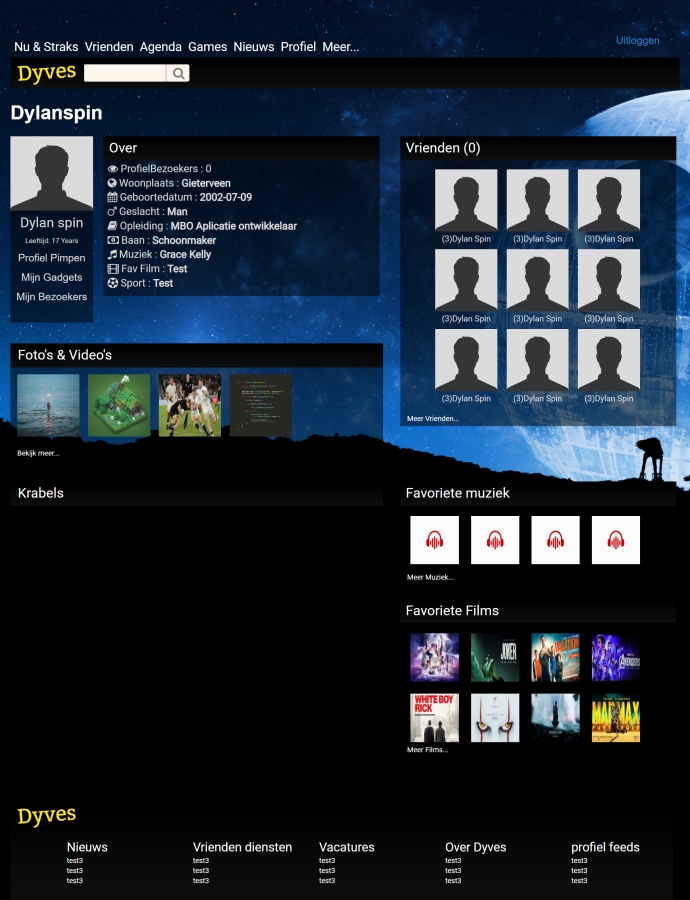 Uitloggen
Nu & Straks Vrienden Agenda Games Nieuws Profiel Meer...
Dyves
Dylanspin
Dylan spin
Leeftijd: 17 Years
Profiel Pimpen
Mijn Gadgets
Mijn Bezoekers
Over
ProfielBezoekers : 0
Woonplaats : Gieterveen
Geboortedatum : 2002-07-09
Geslacht : Man
Opleiding : MBO Aplicatie ontwikkelaar
Baan : Schoonmaker
Muziek : Grace Kelly
Fav Film : Test
Sport : Test
Vrienden (0)
(3)Dylan Spin (3)Dylan Spin (3)Dylan Spin
(3)Dylan Spin (3)Dylan Spin (3)Dylan Spin
(3)Dylan Spin (3)Dylan Spin (3)Dylan Spin
Meer Vrienden...
Foto's & Video's
Bekijk meer...
Krabels
Favoriete muziek
Meer Muziek...
Favoriete Films
JOKER
AVENGERS
WHITE BOY
RICK
MAD MAX
Meer Films...
Dyves
Nieuws Vrienden diensten Vacatures Over Dyves profiel feeds
test3 test3 test3 test3 test3
test3 test3 test3 test3 test3
test3 test3 test3 test3 test3